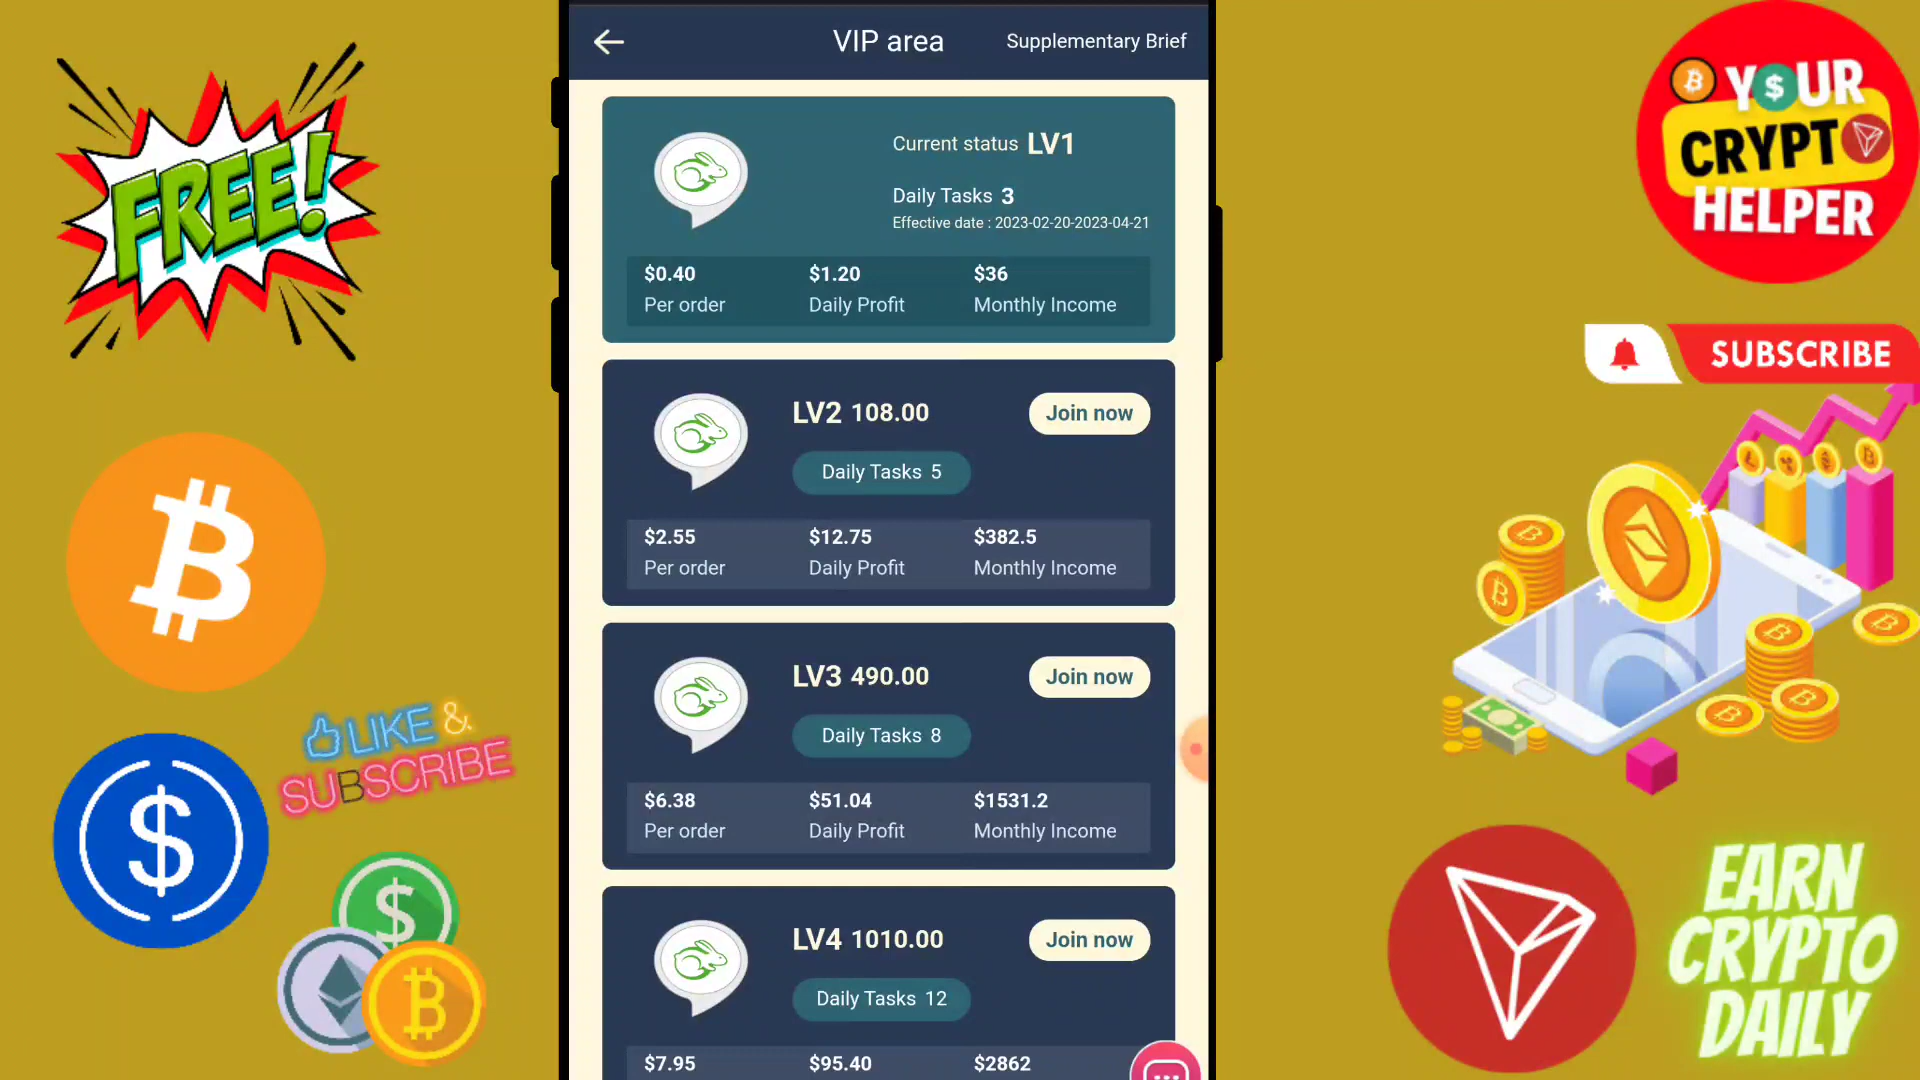 VIP area
Supplementary Brief
Current status LV1
Daily Tasks 3
Effective date : 2023-02-20-2023-04-21
$0.40 $1.20 $36
Per order Daily Profit Monthly Income
LV2 108.00
Join now
Daily Tasks 5
$2.55 $12.75 $382.5
Per order Daily Profit Monthly Income
LV3 490.00
Join now
Daily Tasks 8
$6.38 $51.04 $1531.2
Per order Daily Profit Monthly Income
LV4 1010.00
Join now
Daily Tasks 12
$7.95 $95.40 $2862
FREE!
LIKE &
SUBSCRIBE
Y$UR
CRYPT
HELPER
SUBSCRIBE
EARN
CRYPTO
DAILY